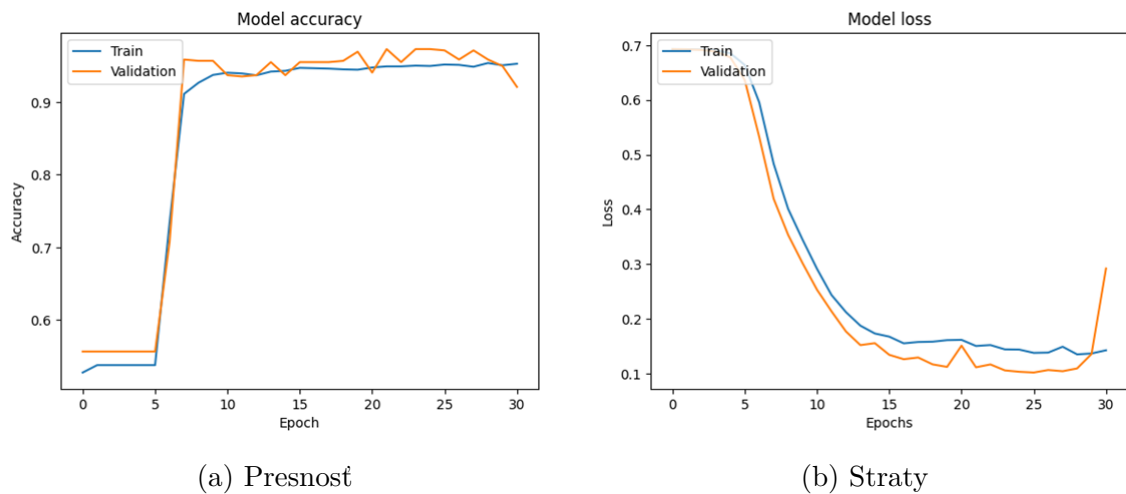 Model accuracy
Train
Validation
0.9
0.8
0.7
0.6
Accuracy
0 5 10 15 20 25 30
Epoch
(a) Presnosť
Model loss
Train
Validation
0.7
0.6
0.5
0.4
0.3
0.2
0.1
Loss
0 5 10 15 20 25 30
Epochs
(b) Straty